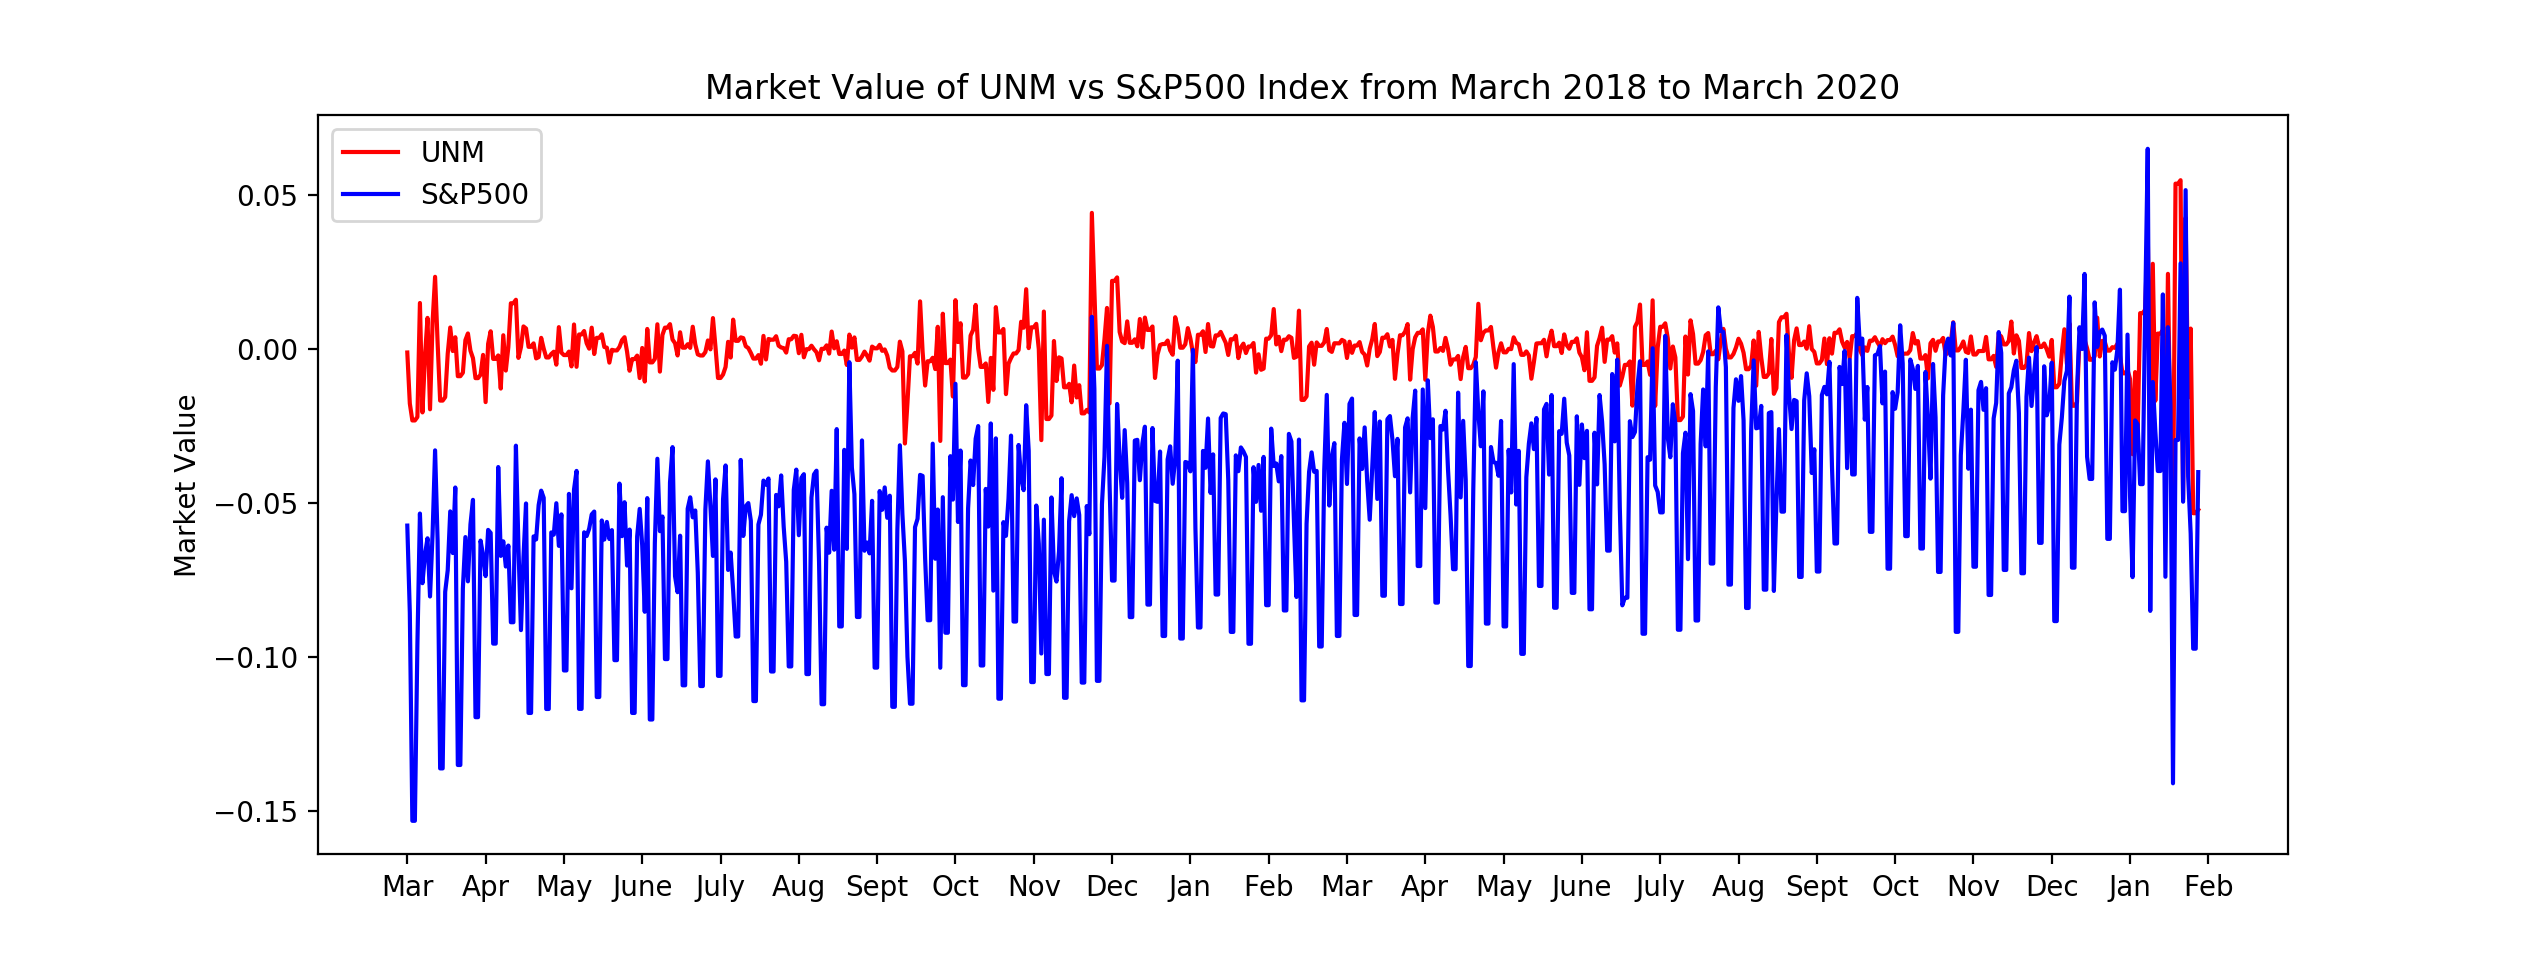 Market Value of UNM vs S&P500 Index from March 2018 to March 2020
UNM
S&P500
0.05
0.00
−0.05
−0.10
−0.15
Market Value
Mar Apr May June July Aug Sept Oct Nov Dec Jan Feb Mar Apr May June July Aug Sept Oct Nov Dec Jan Feb